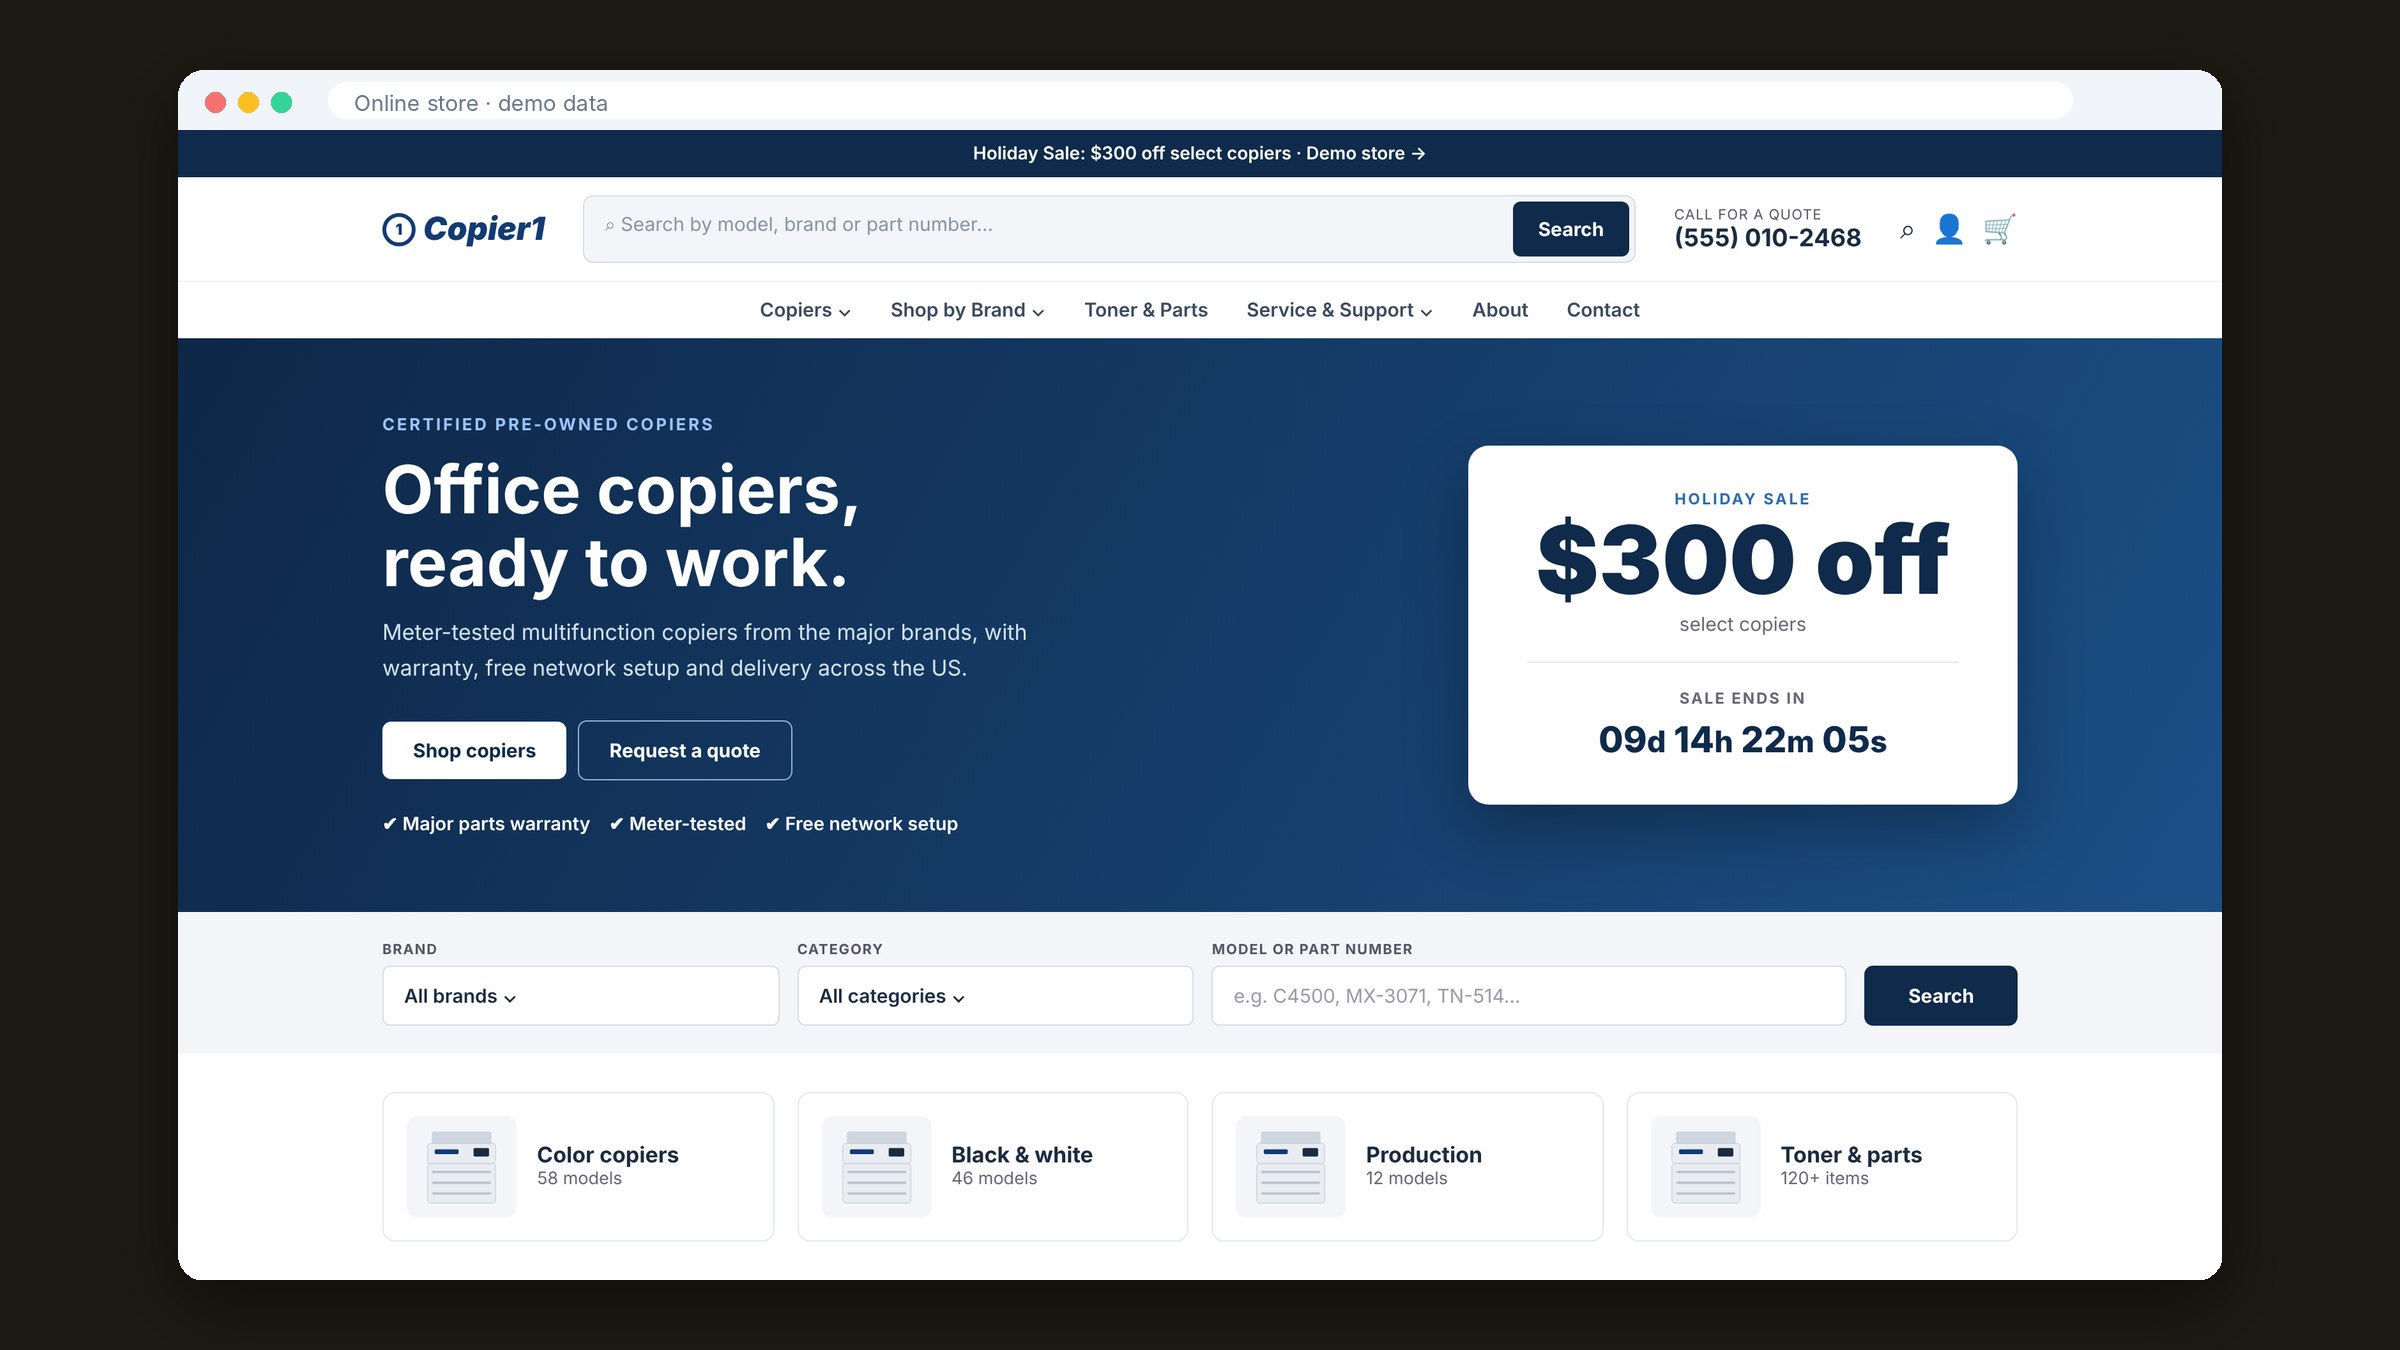 Online store · demo data
Holiday Sale: $300 off select copiers · Demo store →
1 Copier1
Search by model, brand or part number...
Search
CALL FOR A QUOTE
(555) 010-2468
Copiers
Shop by Brand
Toner & Parts
Service & Support
About
Contact
CERTIFIED PRE-OWNED COPIERS
Office copiers,
ready to work.
Meter-tested multifunction copiers from the major brands, with
warranty, free network setup and delivery across the US.
Shop copiers
Request a quote
✔ Major parts warranty ✔ Meter-tested ✔ Free network setup
HOLIDAY SALE
$300 off
select copiers
SALE ENDS IN
09d 14h 22m 05s
BRAND
All brands
CATEGORY
All categories
MODEL OR PART NUMBER
e.g. C4500, MX-3071, TN-514...
Search
Color copiers
58 models
Black & white
46 models
Production
12 models
Toner & parts
120+ items